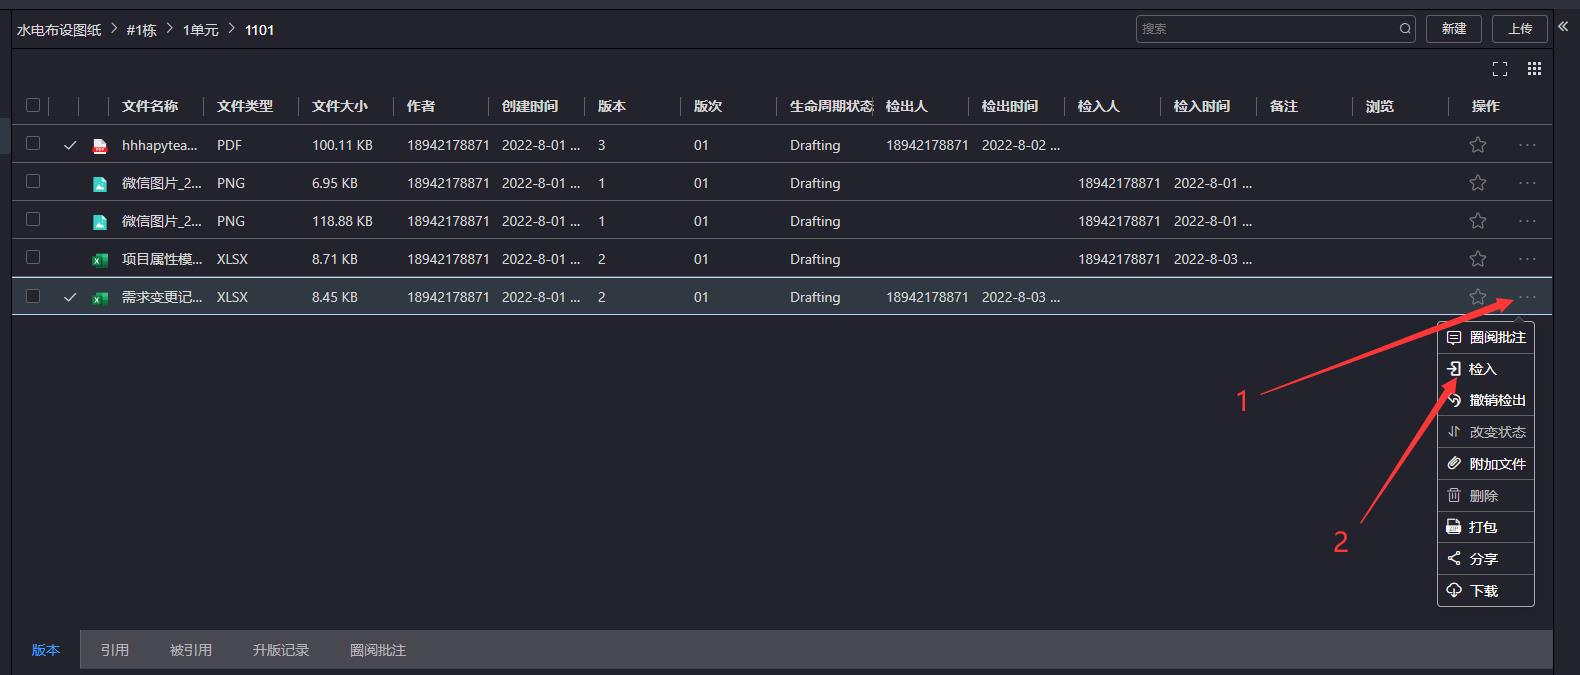 水电布设图纸 > #1栋 > 1单元 > 1101 搜索 新建 上传
文件名称 文件类型 文件大小 作者 创建时间 版本 版次 生命周期状态 检出人 检出时间 检入人 检入时间 备注 浏览 操作
hhhapytea... PDF 100.11 KB 18942178871 2022-8-01 ... 3 01 Drafting 18942178871 2022-8-02 ...
微信图片_2... PNG 6.95 KB 18942178871 2022-8-01 ... 1 01 Drafting 18942178871 2022-8-01 ...
微信图片_2... PNG 118.88 KB 18942178871 2022-8-01 ... 1 01 Drafting 18942178871 2022-8-01 ...
项目属性模... XLSX 8.71 KB 18942178871 2022-8-01 ... 2 01 Drafting 18942178871 2022-8-03 ...
需求变更记... XLSX 8.45 KB 18942178871 2022-8-01 ... 2 01 Drafting 18942178871 2022-8-03 ...
圈阅批注
检入
1
撤销检出
改变状态
附加文件
删除
打包
2
分享
下载
版本 引用 被引用 升版记录 圈阅批注